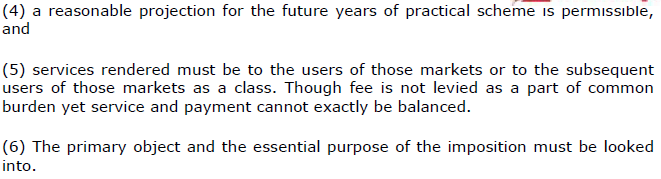 (4) a reasonable projection for the future years of practical scheme is permissible,
and
(5) services rendered must be to the users of those markets or to the subsequent
users of those markets as a class. Though fee is not levied as a part of common
burden yet service and payment cannot exactly be balanced.
(6) The primary object and the essential purpose of the imposition must be looked
into.